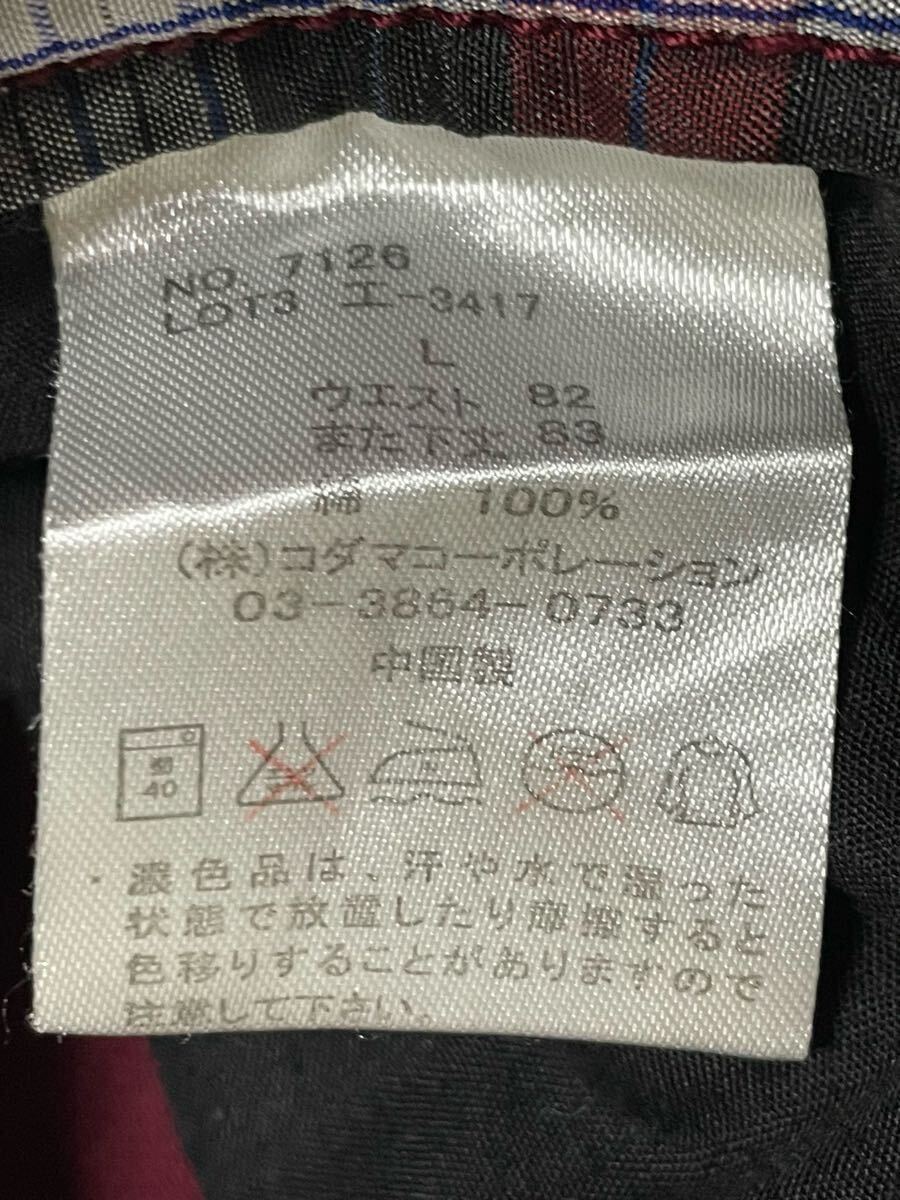 NO. 7126
LOT3 エ-3417
L
ウエスト 82
また下丈 83
綿 100%
(株)コダマコーポレーション
03-3864-0733
中国製
40
・濃色品は、汗や水で湿った
状態で放置したり摩擦すると
色移りすることがありますので
注意して下さい。